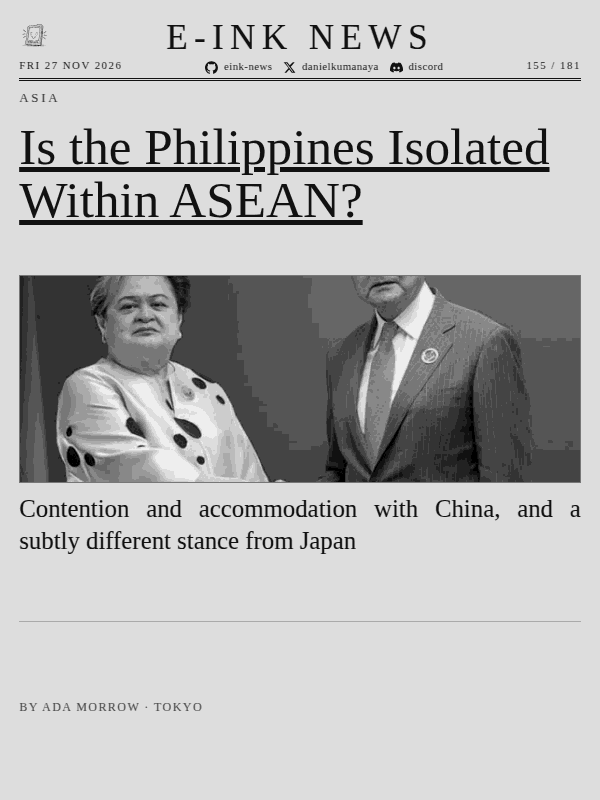 E-INK NEWS
FRI 27 NOV 2026
eink-news danielkumanaya discord
155 / 181
ASIA
Is the Philippines Isolated
Within ASEAN?
Contention and accommodation with China, and a
subtly different stance from Japan
BY ADA MORROW · TOKYO